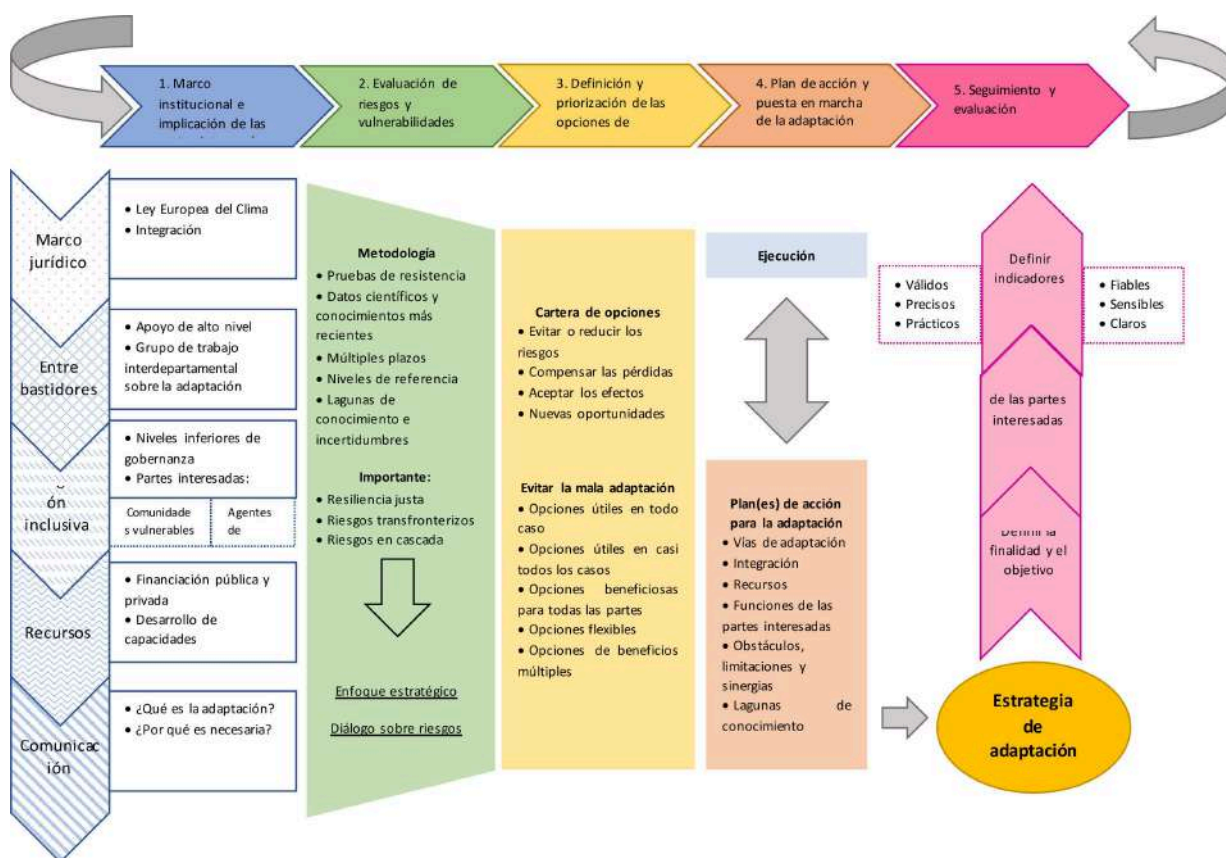 1. Marco
institucional e
implicación de las
2. Evaluación de
riesgos y
vulnerabilidades
3. Definición y
priorización de las
opciones de
4. Plan de acción y
puesta en marcha
de la adaptación
5. Seguimiento y
evaluación
Marco
jurídico
• Ley Europea del Clima
• Integración
Entre
bastidores
• Apoyo de alto nivel
• Grupo de trabajo
interdepartamental
sobre la adaptación
ón
inclusiva
• Niveles inferiores de
gobernanza
• Partes interesadas:
Comunidade
s vulnerables
Agentes
de
Recursos
• Financiación pública y
privada
• Desarrollo de
capacidades
Comunicac
ión
• ¿Qué es la adaptación?
• ¿Por qué es necesaria?
Metodología
• Pruebas de resistencia
• Datos científicos y
conocimientos más
recientes
• Múltiples plazos
• Niveles de referencia
• Lagunas de
conocimiento e
incertidumbres
Importante:
• Resiliencia justa
• Riesgos transfronterizos
• Riesgos en cascada
Enfoque estratégico
Diálogo sobre riesgos
Cartera de opciones
• Evitar o reducir los
riesgos
• Compensar las pérdidas
• Aceptar los efectos
• Nuevas oportunidades
Evitar la mala adaptación
• Opciones útiles en todo
caso
• Opciones útiles en casi
todos los casos
• Opciones beneficiosas
para todas las partes
• Opciones flexibles
• Opciones de beneficios
múltiples
Ejecución
Plan(es) de acción
para la adaptación
• Vías de adaptación
• Integración
• Recursos
• Funciones de las
partes interesadas
• Obstáculos,
limitaciones y
sinergias
• Lagunas de
conocimiento
Definir
indicadores
• Válidos
• Precisos
• Prácticos
• Fiables
• Sensibles
• Claros
de las partes
interesadas
Definir la
finalidad y el
objetivo
Estrategia
de
adaptación